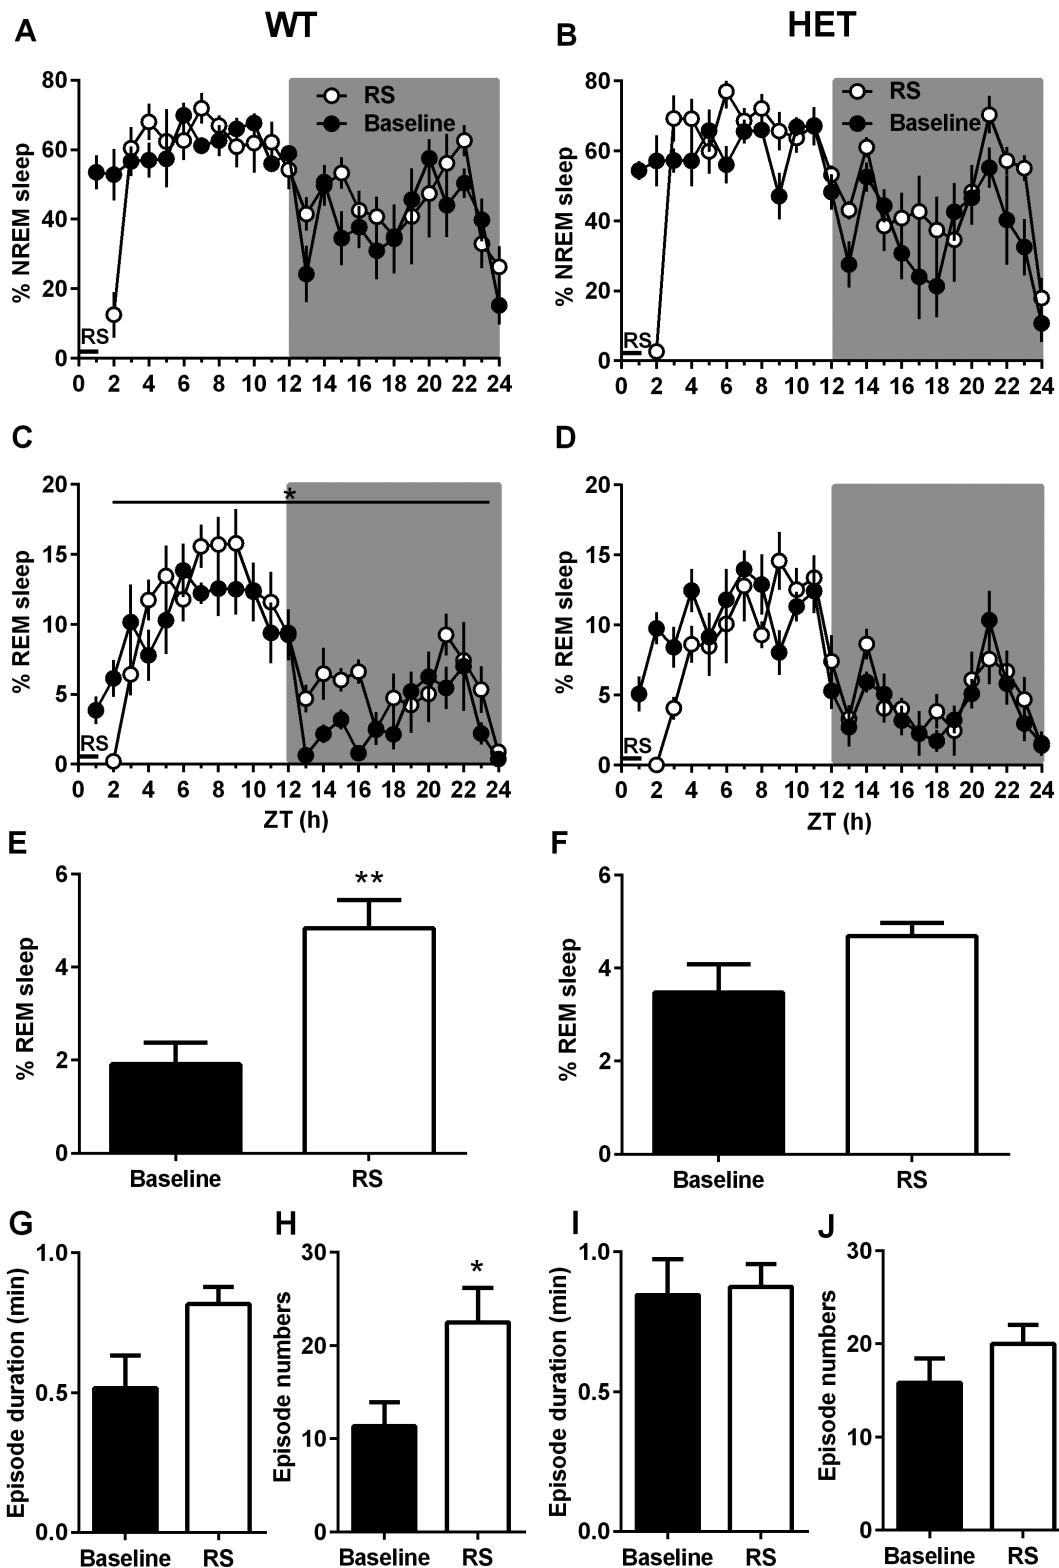 A WT
B HET
% NREM sleep
80
60
40
20
0
RS
RS
Baseline
0 2 4 6 8 10 12 14 16 18 20 22 24
% NREM sleep
80
60
40
20
0
RS
RS
Baseline
0 2 4 6 8 10 12 14 16 18 20 22 24
C
% REM sleep
20
15
10
5
0
*
RS
0 2 4 6 8 10 12 14 16 18 20 22 24
ZT (h)
D
% REM sleep
20
15
10
5
0
RS
0 2 4 6 8 10 12 14 16 18 20 22 24
ZT (h)
E
% REM sleep
6
4
2
0
**
Baseline RS
F
% REM sleep
6
4
2
0
Baseline RS
G
Episode duration (min)
1.0
0.5
0.0
Baseline RS
H
Episode numbers
30
20
10
0
*
Baseline RS
I
Episode duration (min)
1.0
0.5
0.0
Baseline RS
J
Episode numbers
30
20
10
0
Baseline RS